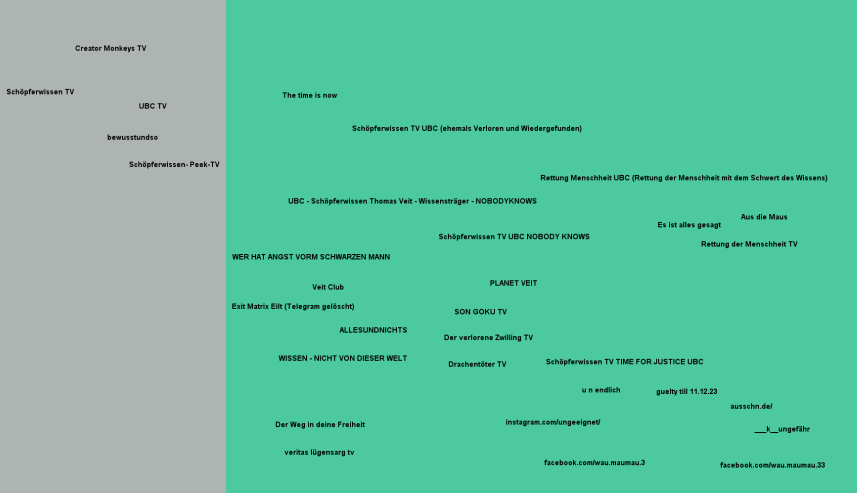 Creator Monkeys TV
Schöpferwissen TV
The time is now
UBC TV
Schöpferwissen TV UBC (ehemals Verloren und Wiedergefunden)
bewusstundso
Schöpferwissen- Peek-TV
Rettung Menschheit UBC (Rettung der Menschheit mit dem Schwert des Wissens)
UBC - Schöpferwissen Thomas Veit - Wissensträger - NOBODYKNOWS
Aus die Maus
Es ist alles gesagt
Schöpferwissen TV UBC NOBODY KNOWS
Rettung der Menschheit TV
WER HAT ANGST VORM SCHWARZEN MANN
PLANET VEIT
Veit Club
Exit Matrix Eilt (Telegram gelöscht)
SON GOKU TV
ALLESUNDNICHTS
Der verlorene Zwilling TV
WISSEN - NICHT VON DIESER WELT
Schöpferwissen TV TIME FOR JUSTICE UBC
Drachentöter TV
u n endlich
guelty till 11.12.23
ausschn.de/
instagram.com/ungeeignet/
Der Weg in deine Freiheit
___k__ungefähr
veritas lügensarg tv
facebook.com/wau.maumau.3
facebook.com/wau.maumau.33